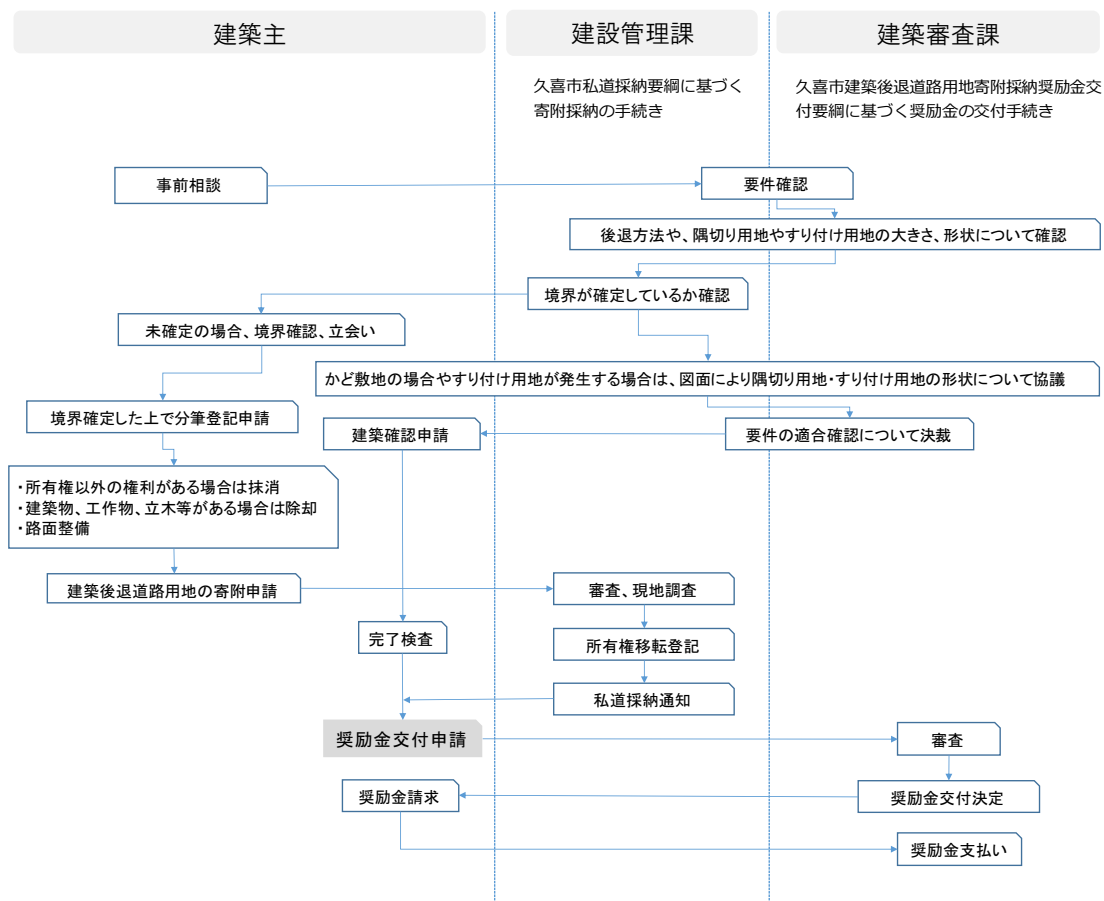 建築主
建設管理課
建築審査課
久喜市私道採納要綱に基づく
寄附採納の手続き
久喜市建築後退道路用地寄附採納奨励金交
付要綱に基づく奨励金の交付手続き
事前相談
要件確認
後退方法や、隅切り用地やすり付け用地の大きさ、形状について確認
境界が確定しているか確認
未確定の場合、境界確認、立会い
かど敷地の場合やすり付け用地が発生する場合は、図面により隅切り用地・すり付け用地の形状について協議
境界確定した上で分筆登記申請
建築確認申請
要件の適合確認について決裁
・所有権以外の権利がある場合は抹消
・建築物、工作物、立木等がある場合は除却
・路面整備
建築後退道路用地の寄附申請
審査、現地調査
完了検査
所有権移転登記
私道採納通知
奨励金交付申請
審査
奨励金請求
奨励金交付決定
奨励金支払い